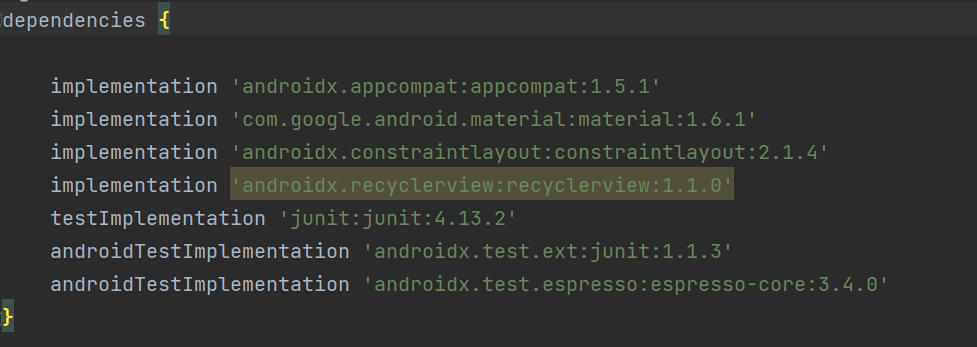 dependencies {
implementation 'androidx.appcompat:appcompat:1.5.1'
implementation 'com.google.android.material:material:1.6.1'
implementation 'androidx.constraintlayout:constraintlayout:2.1.4'
implementation 'androidx.recyclerview:recyclerview:1.1.0'
testImplementation 'junit:junit:4.13.2'
androidTestImplementation 'androidx.test.ext:junit:1.1.3'
androidTestImplementation 'androidx.test.espresso:espresso-core:3.4.0'
}